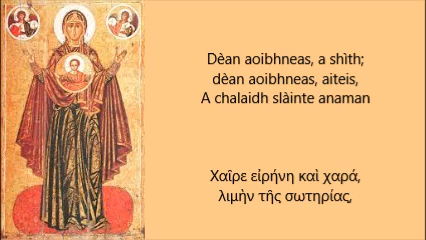 Dèan aoibhneas, a shìth;
dèan aoibhneas, aiteis,
A chalaidh slàinte anaman
Χαῖρε εἰρήνη καὶ χαρά,
λιμὴν τῆς σωτηρίας,